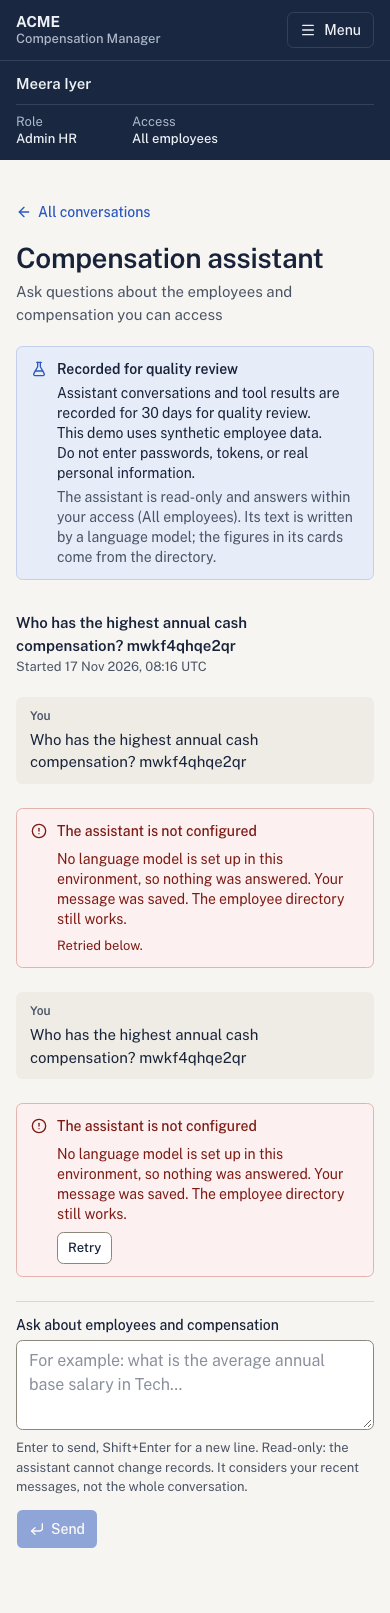 ACME
Compensation Manager
Menu
Meera Iyer
Role
Access
Admin HR
All employees
All conversations
Compensation assistant
Ask questions about the employees and
compensation you can access
Recorded for quality review
Assistant conversations and tool results are
recorded for 30 days for quality review.
This demo uses synthetic employee data.
Do not enter passwords, tokens, or real
personal information.
The assistant is read-only and answers within
your access (All employees). Its text is written
by a language model; the figures in its cards
come from the directory.
Who has the highest annual cash
compensation? mwkf4qhqe2qr
Started 17 Nov 2026, 08:16 UTC
You
Who has the highest annual cash
compensation? mwkf4qhqe2qr
The assistant is not configured
No language model is set up in this
environment, so nothing was answered. Your
message was saved. The employee directory
still works.
Retried below.
You
Who has the highest annual cash
compensation? mwkf4qhqe2qr
The assistant is not configured
No language model is set up in this
environment, so nothing was answered. Your
message was saved. The employee directory
still works.
Retry
Ask about employees and compensation
For example: what is the average annual
base salary in Tech...
Enter to send, Shift+Enter for a new line. Read-only: the
assistant cannot change records. It considers your recent
messages, not the whole conversation.
Send